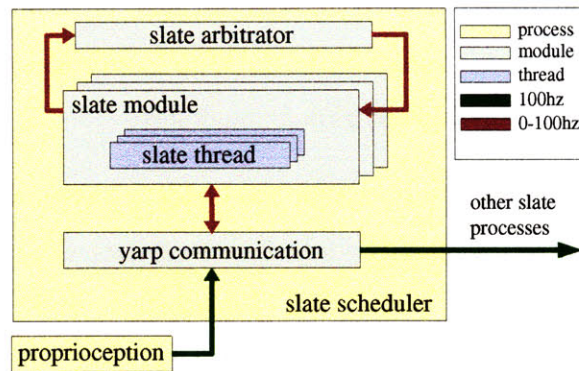 slate arbitrator
slate module
slate thread
yarp communication
slate scheduler
proprioception
other slate
processes
process
module
thread
100hz
0-100hz